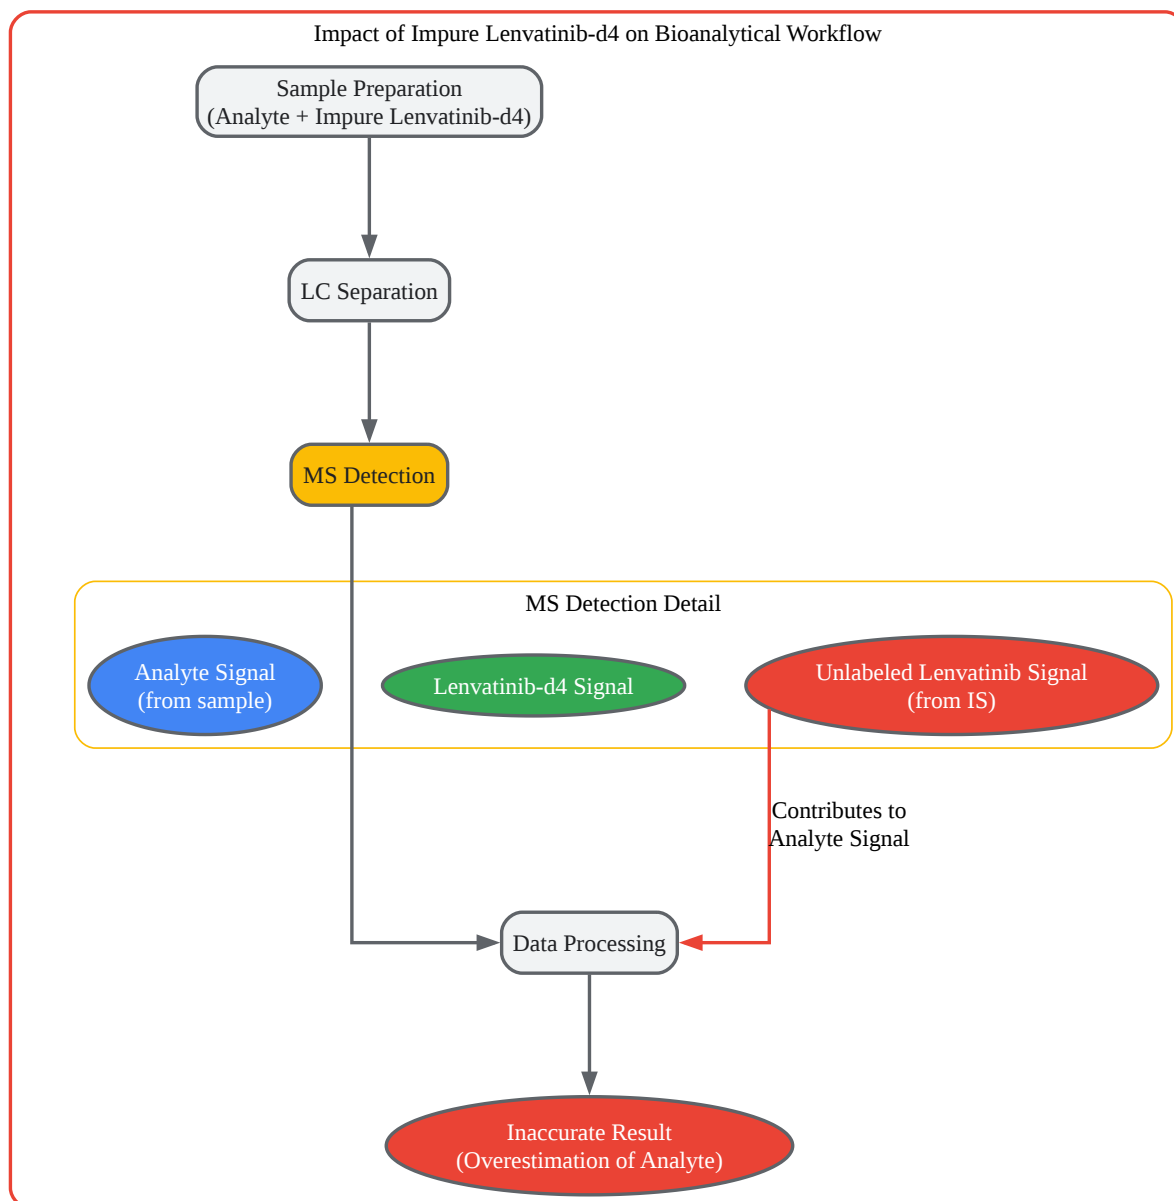 Impact of Impure Lenvatinib-d4 on Bioanalytical Workflow
Sample Preparation
(Analyte + Impure Lenvatinib-d4)
LC Separation
MS Detection
MS Detection Detail
Analyte Signal
(from sample)
Lenvatinib-d4 Signal
Unlabeled Lenvatinib Signal
(from IS)
Contributes to
Analyte Signal
Data Processing
Inaccurate Result
(Overestimation of Analyte)